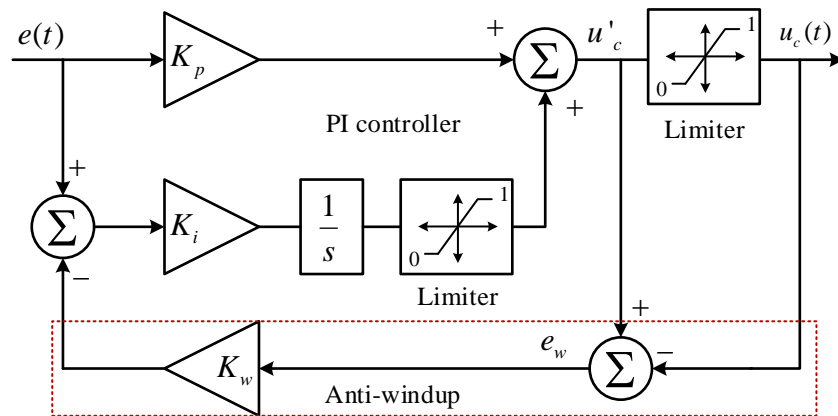 e(t)
K_p
+
Σ
u'_c
1
0
u_c(t)
Limiter
PI controller
+
+
Σ
−
K_i
1/s
1
0
Limiter
+
−
Σ
e_w
K_w
Anti-windup